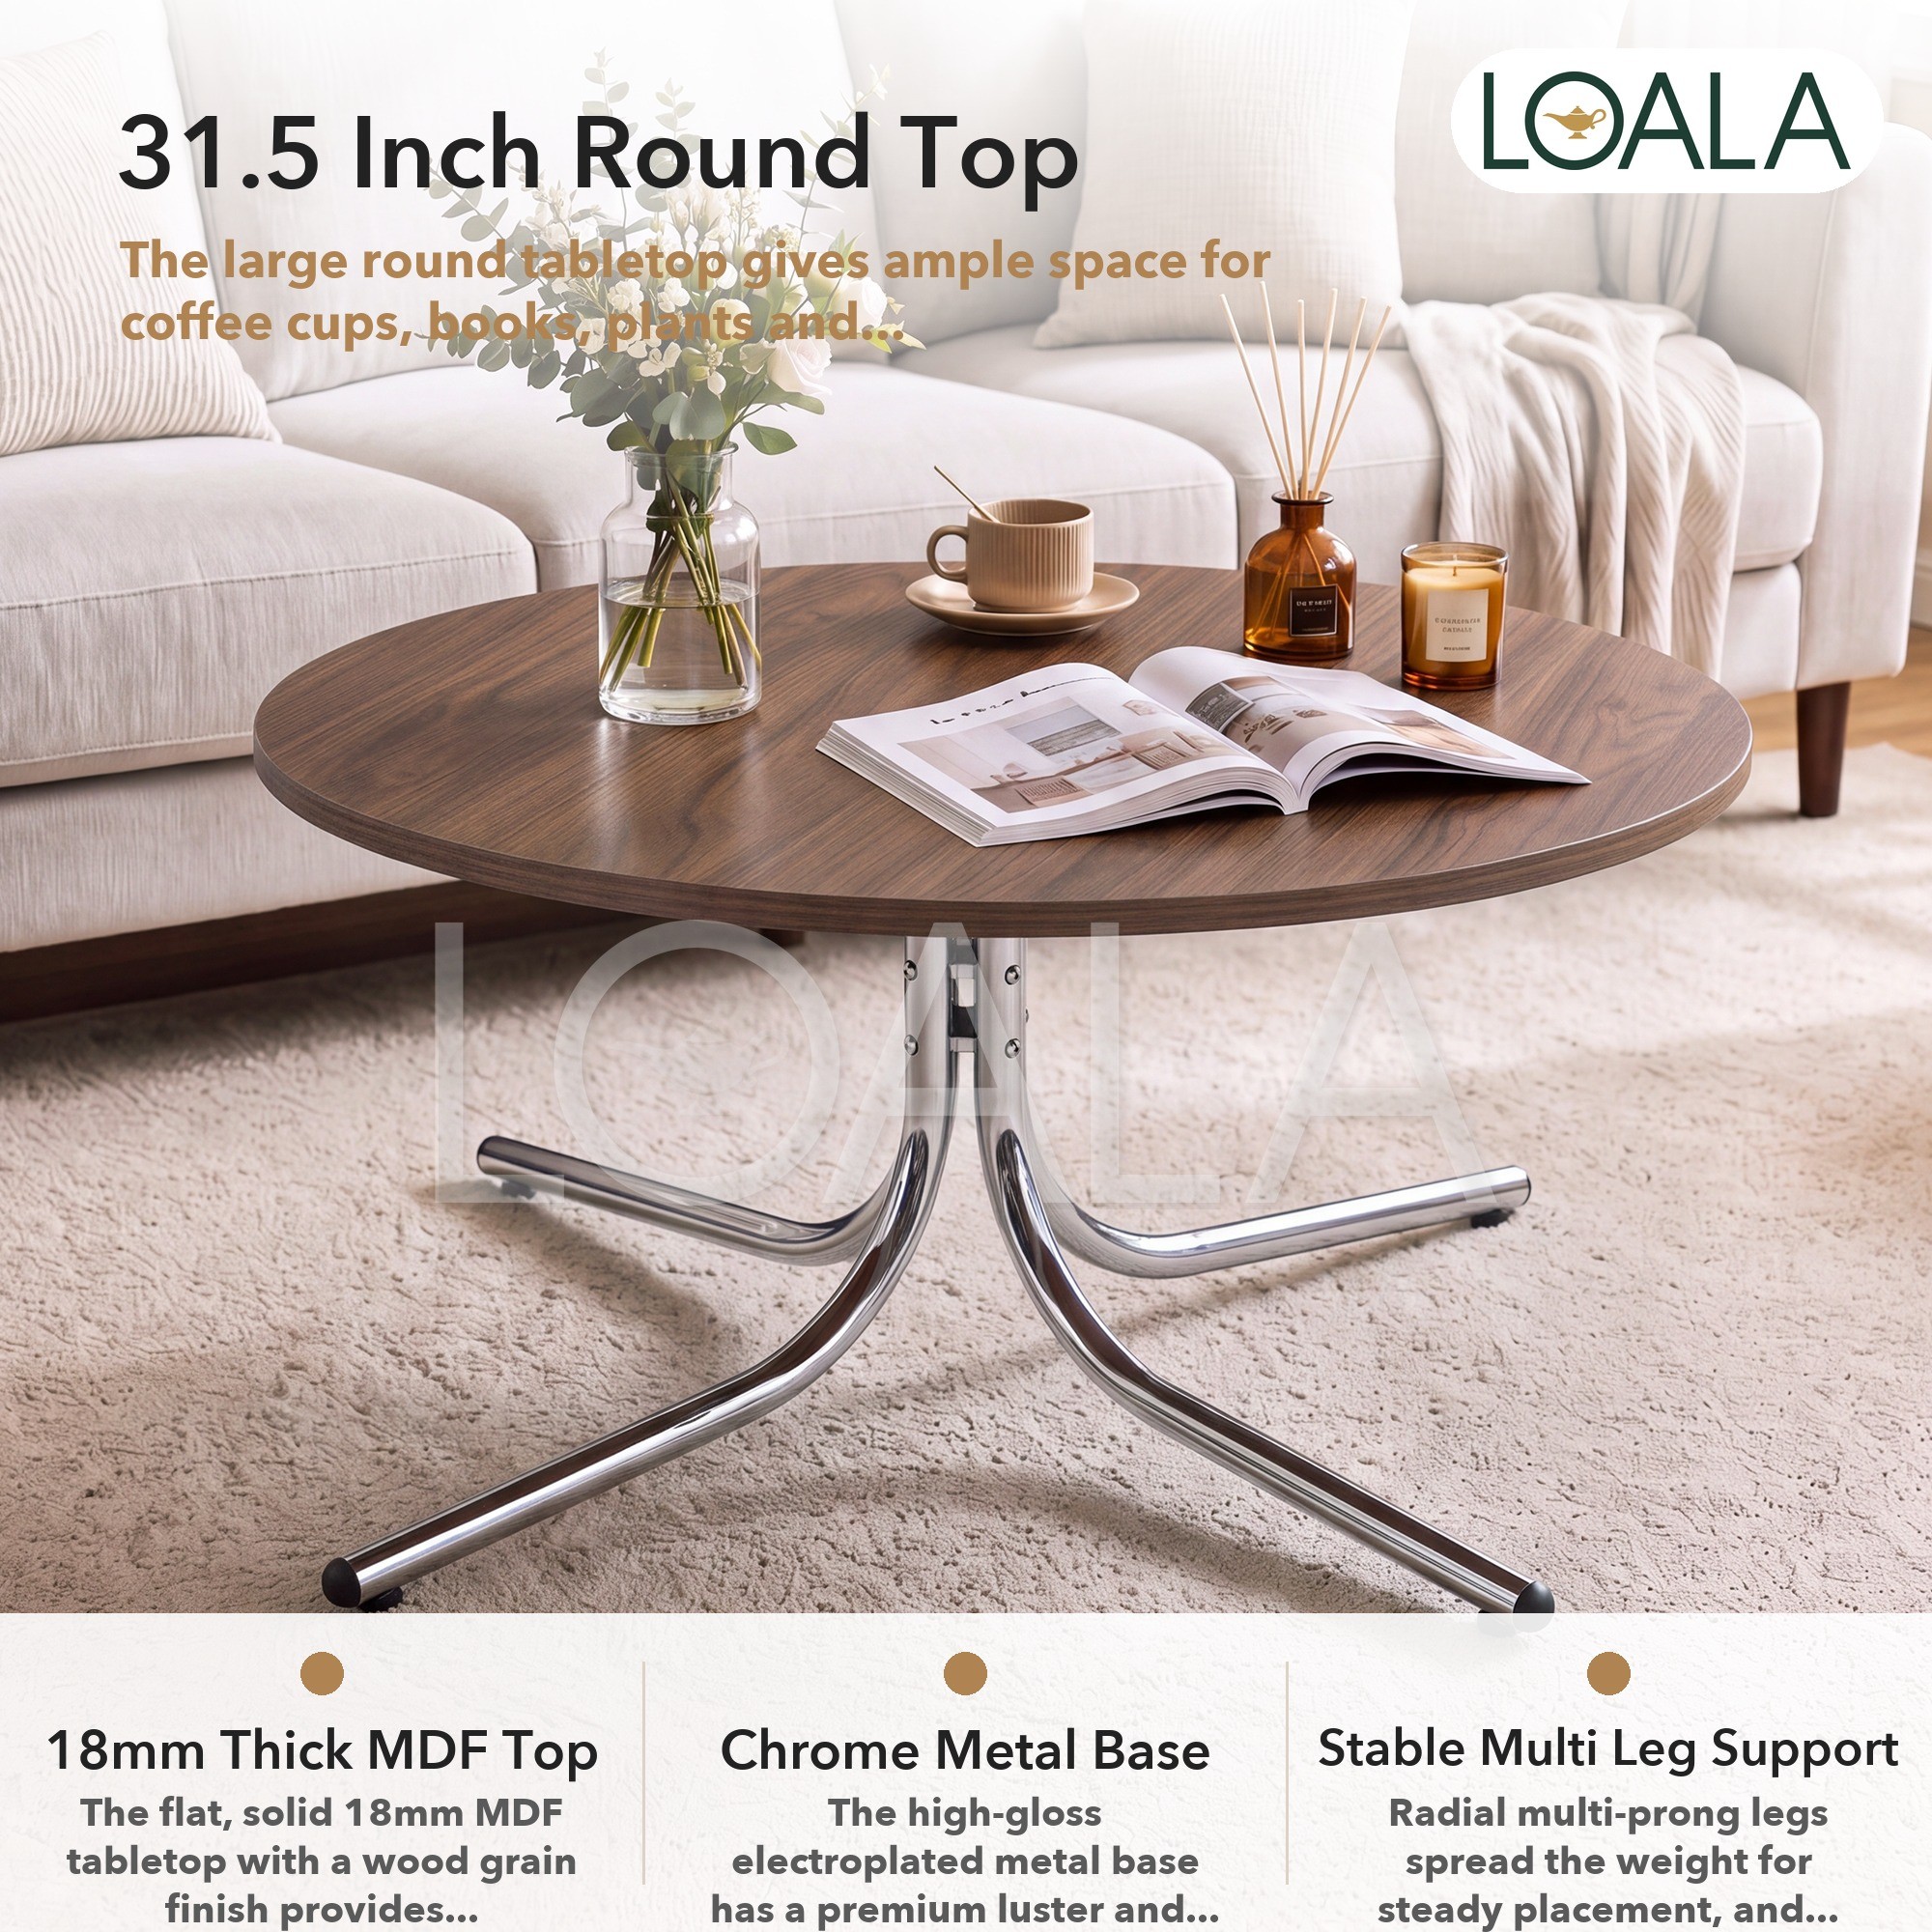 31.5 Inch Round Top
LOALA
The large round tabletop gives ample space for
coffee cups, books, plants and...
LOALA
18mm Thick MDF Top
The flat, solid 18mm MDF
tabletop with a wood grain
finish provides...
Chrome Metal Base
The high-gloss
electroplated metal base
has a premium luster and...
Stable Multi Leg Support
Radial multi-prong legs
spread the weight for
steady placement, and...